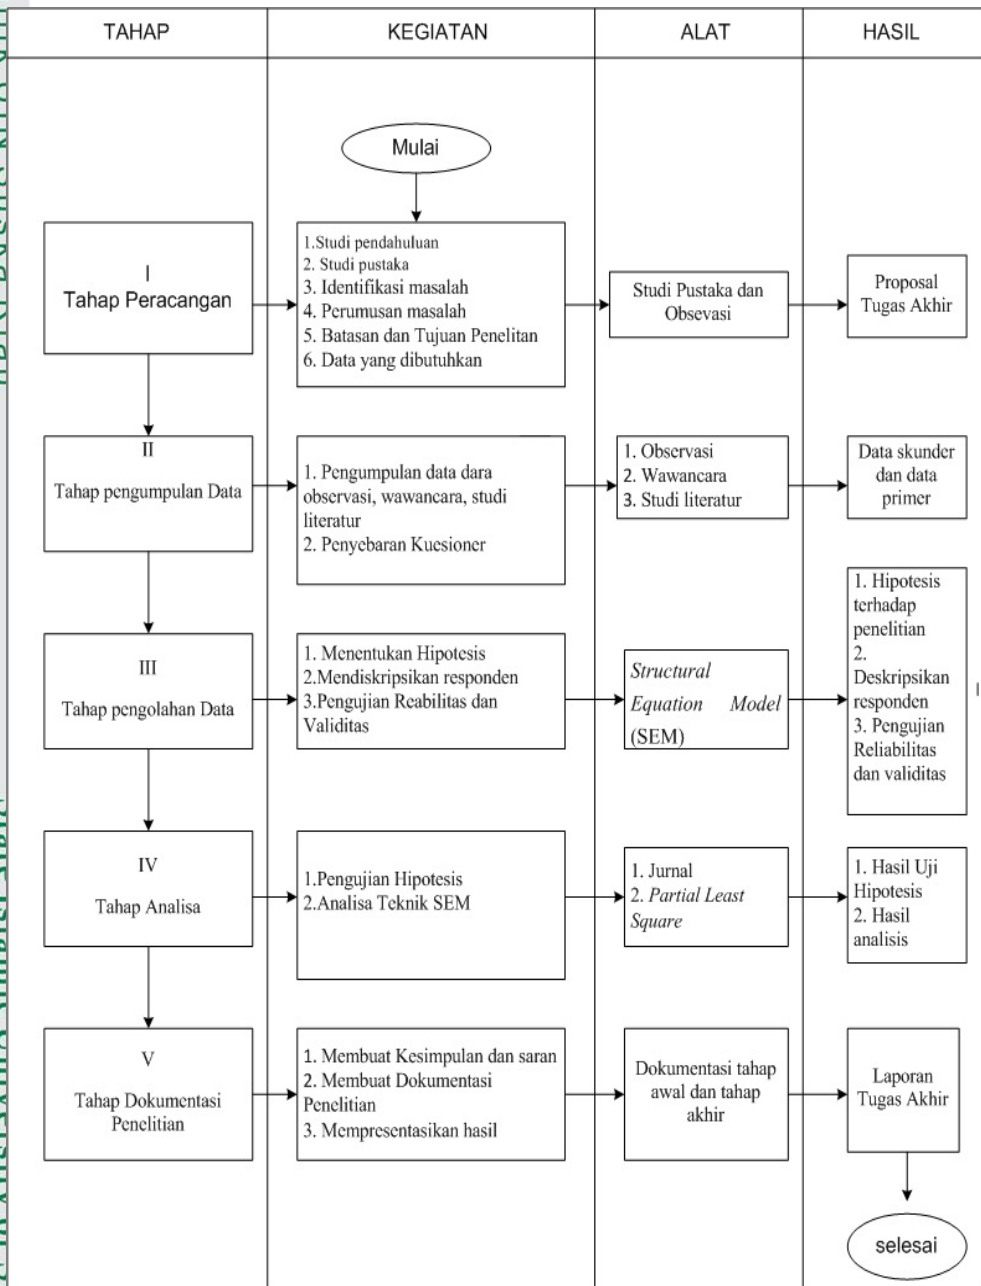 TAHAP
KEGIATAN
ALAT
HASIL
Mulai
I
Tahap Peracangan
1.Studi pendahuluan
2. Studi pustaka
3. Identifikasi masalah
4. Perumusan masalah
5. Batasan dan Tujuan Penelitan
6. Data yang dibutuhkan
Studi Pustaka dan
Obsevasi
Proposal
Tugas Akhir
II
Tahap pengumpulan Data
1. Pengumpulan data dara
observasi, wawancara, studi
literatur
2. Penyebaran Kuesioner
1. Observasi
2. Wawancara
3. Studi literatur
Data skunder
dan data
primer
III
Tahap pengolahan Data
1. Menentukan Hipotesis
2.Mendiskripsikan responden
3.Pengujian Reabilitas dan
Validitas
Structural
Equation Model
(SEM)
1. Hipotesis
terhadap
penelitian
2.
Deskripsikan
responden
3. Pengujian
Reliabilitas
dan validitas
IV
Tahap Analisa
1.Pengujian Hipotesis
2.Analisa Teknik SEM
1. Jurnal
2. Partial Least
Square
1. Hasil Uji
Hipotesis
2. Hasil
analisis
V
Tahap Dokumentasi
Penelitian
1. Membuat Kesimpulan dan saran
2. Membuat Dokumentasi
Penelitian
3. Mempresentasikan hasil
Dokumentasi tahap
awal dan tahap
akhir
Laporan
Tugas Akhir
selesai